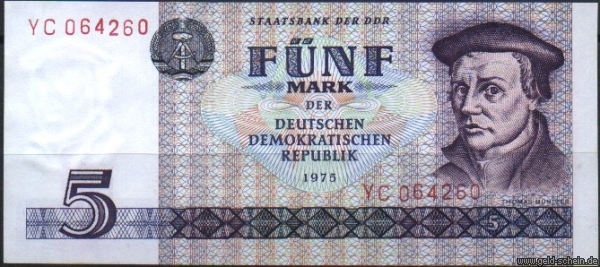 STAATSBANK DER DDR
YC 064260
FÜNF
MARK
DER
DEUTSCHEN
DEMOKRATISCHEN
REPUBLIK
1975
YC 064260
THOMAS MÜNTZER
5
5
www.geld-schein.de